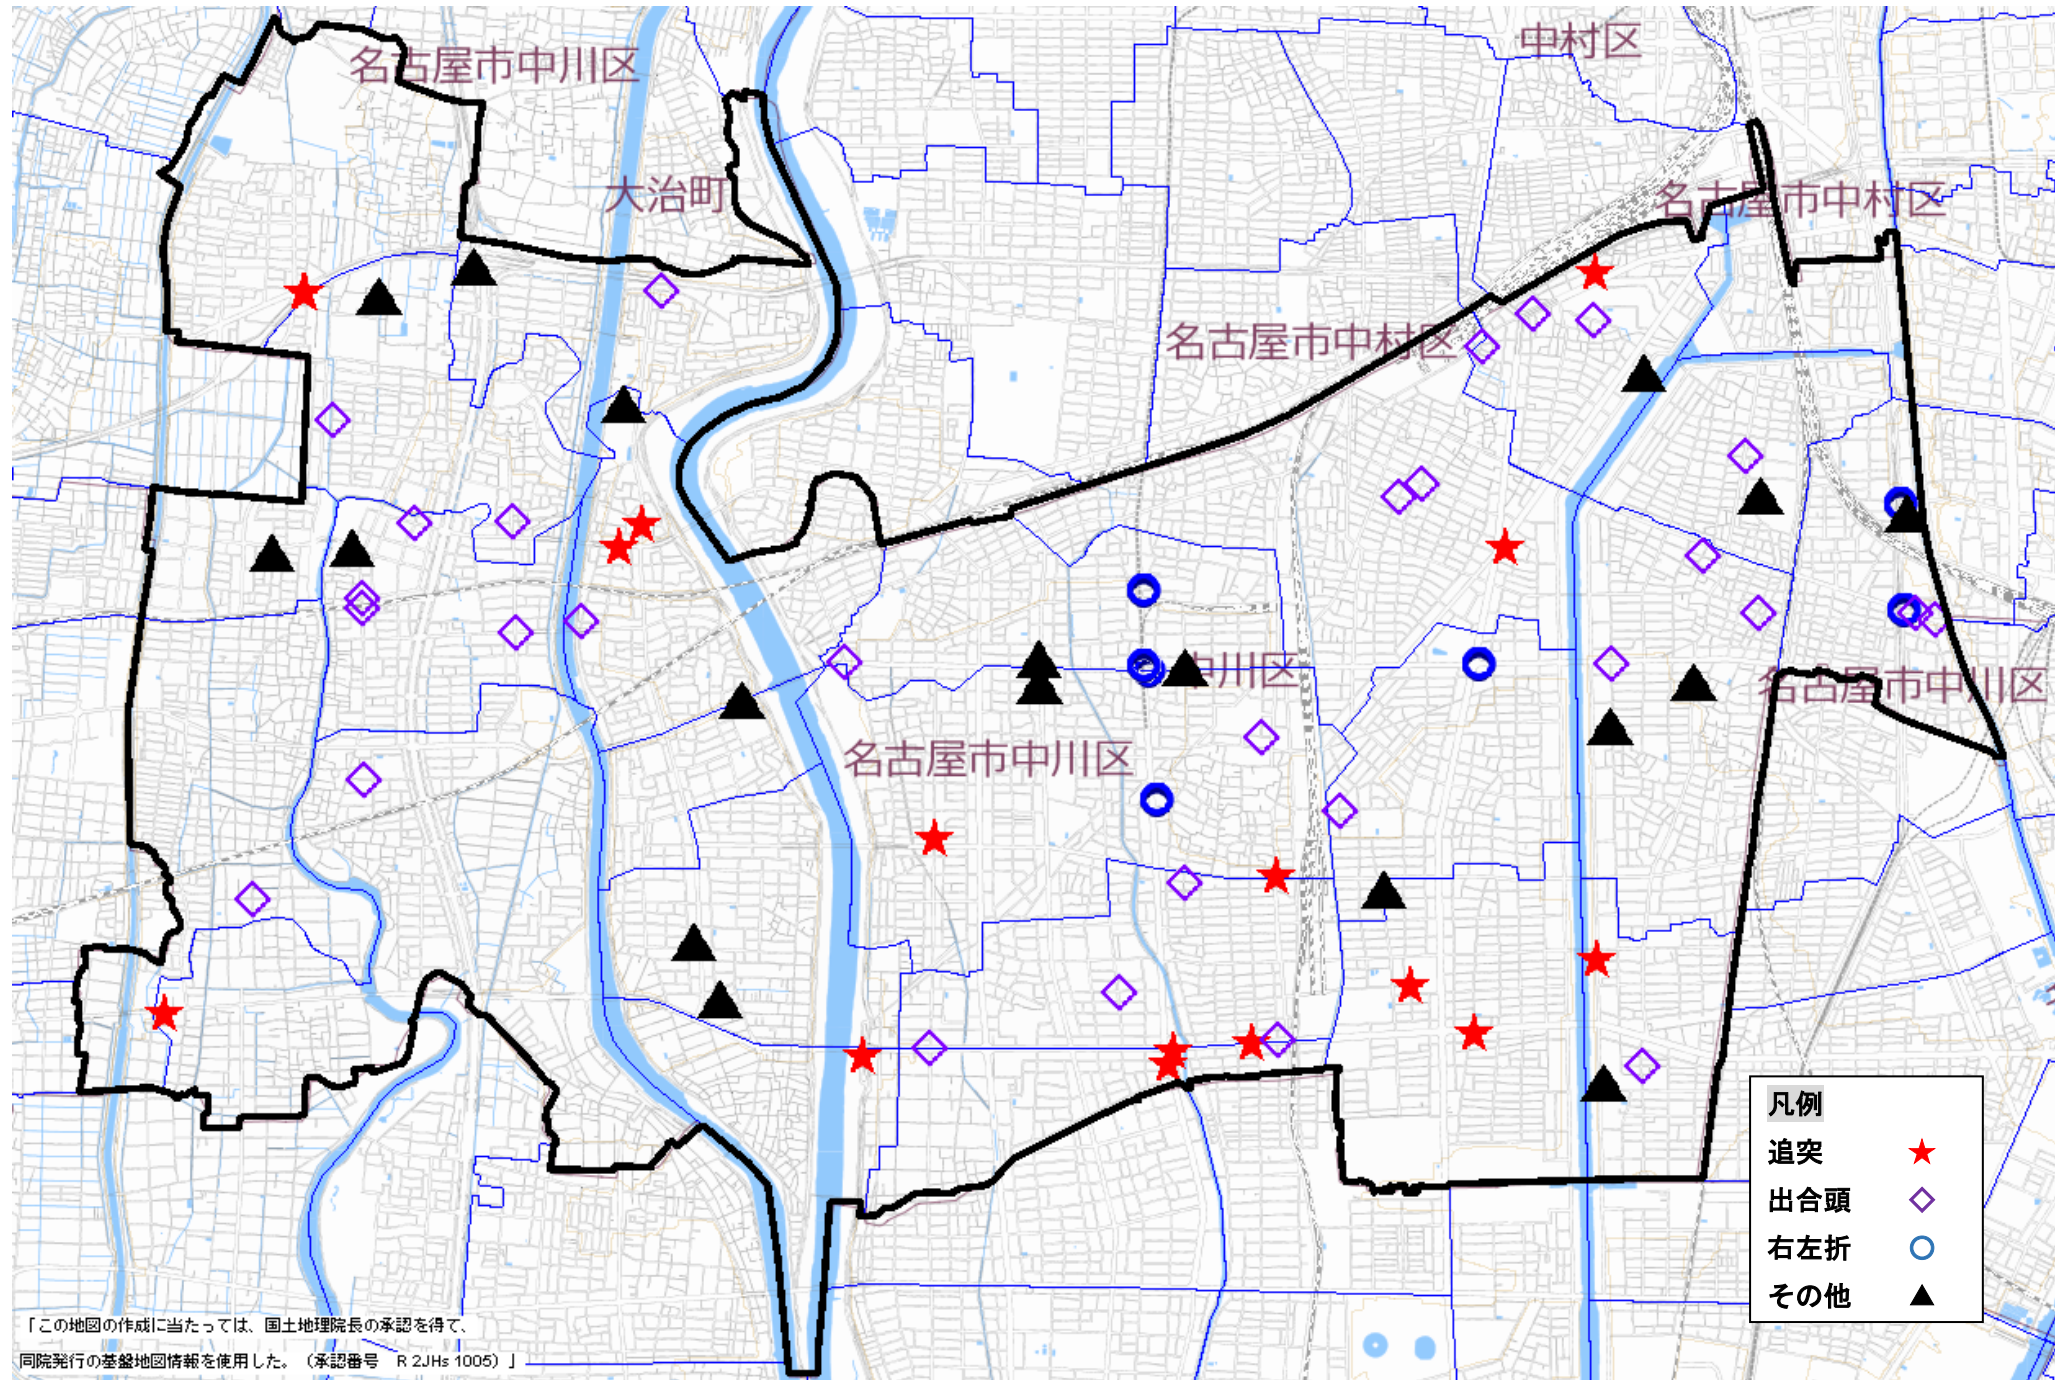 名古屋市中川区
中村区
大治町
名古屋市中村区
名古屋市中村区
中川区
名古屋市中川区
名古屋市中川区
凡例
追突
出合頭
右左折
その他
「この地図の作成に当たっては、国土地理院長の承認を得て、
同院発行の基盤地図情報を使用した。（承認番号　R 2JHs 1005）」